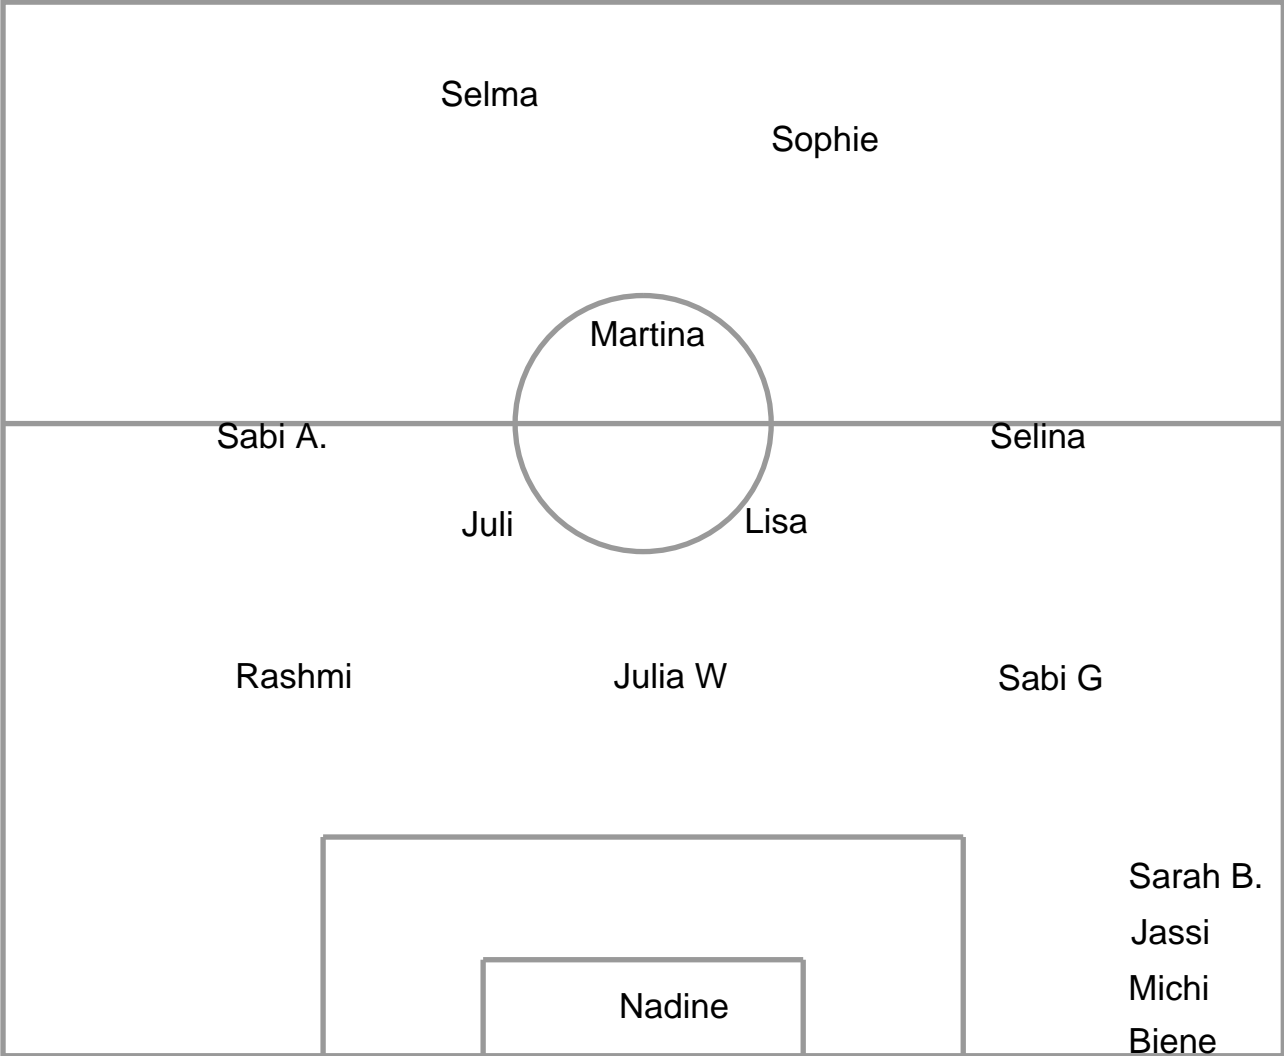 Selma
Sophie
Martina
Sabi A.
Selina
Juli
Lisa
Rashmi
Julia W
Sabi G
Sarah B.
Jassi
Michi
Nadine
Biene